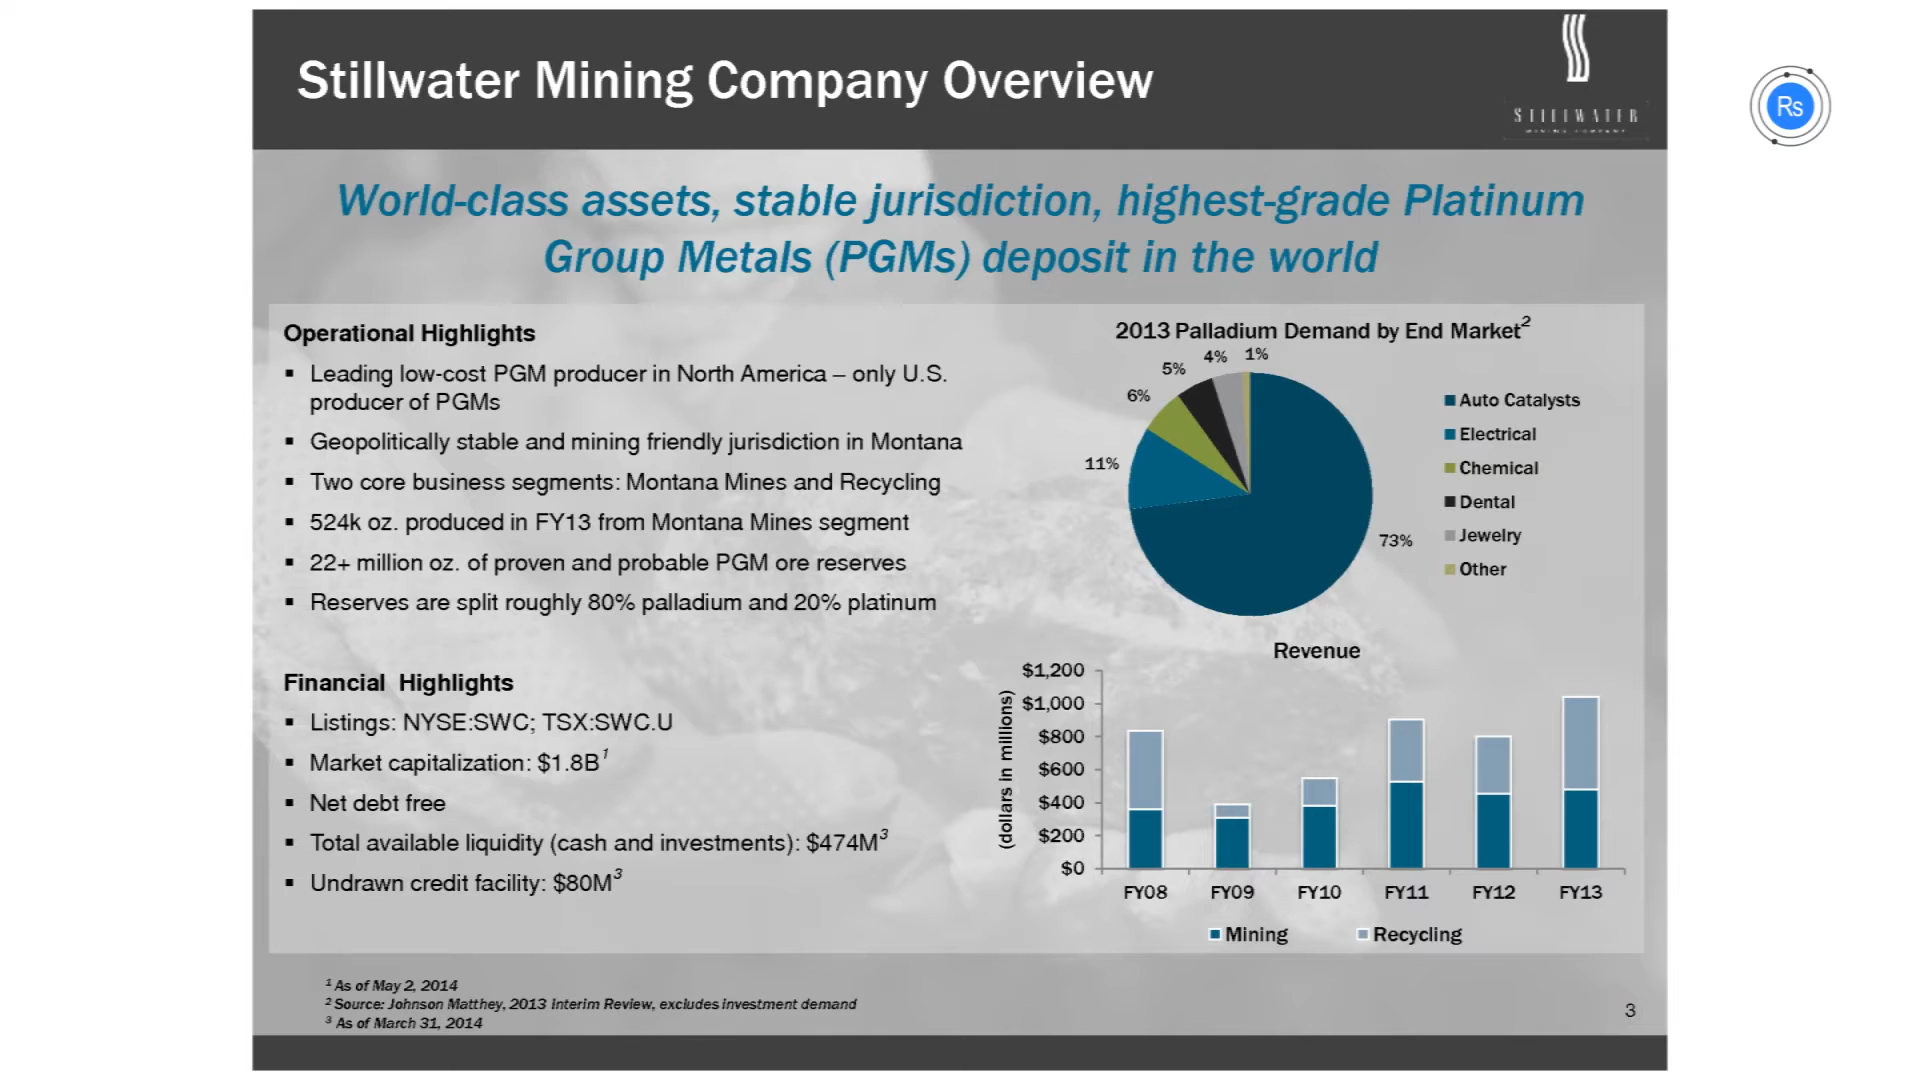 Stillwater Mining Company Overview
STILLWATER
MINING COMPANY
Rs
World-class assets, stable jurisdiction, highest-grade Platinum
Group Metals (PGMs) deposit in the world
Operational Highlights
▪ Leading low-cost PGM producer in North America – only U.S.
producer of PGMs
▪ Geopolitically stable and mining friendly jurisdiction in Montana
▪ Two core business segments: Montana Mines and Recycling
▪ 524k oz. produced in FY13 from Montana Mines segment
▪ 22+ million oz. of proven and probable PGM ore reserves
▪ Reserves are split roughly 80% palladium and 20% platinum
Financial Highlights
▪ Listings: NYSE:SWC; TSX:SWC.U
▪ Market capitalization: $1.8B1
▪ Net debt free
▪ Total available liquidity (cash and investments): $474M3
▪ Undrawn credit facility: $80M3
2013 Palladium Demand by End Market2
1%
4%
5%
6%
11%
73%
Auto Catalysts
Electrical
Chemical
Dental
Jewelry
Other
Revenue
(dollars in millions)
$1,200
$1,000
$800
$600
$400
$200
$0
FY08 FY09 FY10 FY11 FY12 FY13
Mining Recycling
1 As of May 2, 2014
2 Source: Johnson Matthey, 2013 Interim Review, excludes investment demand
3 As of March 31, 2014
3